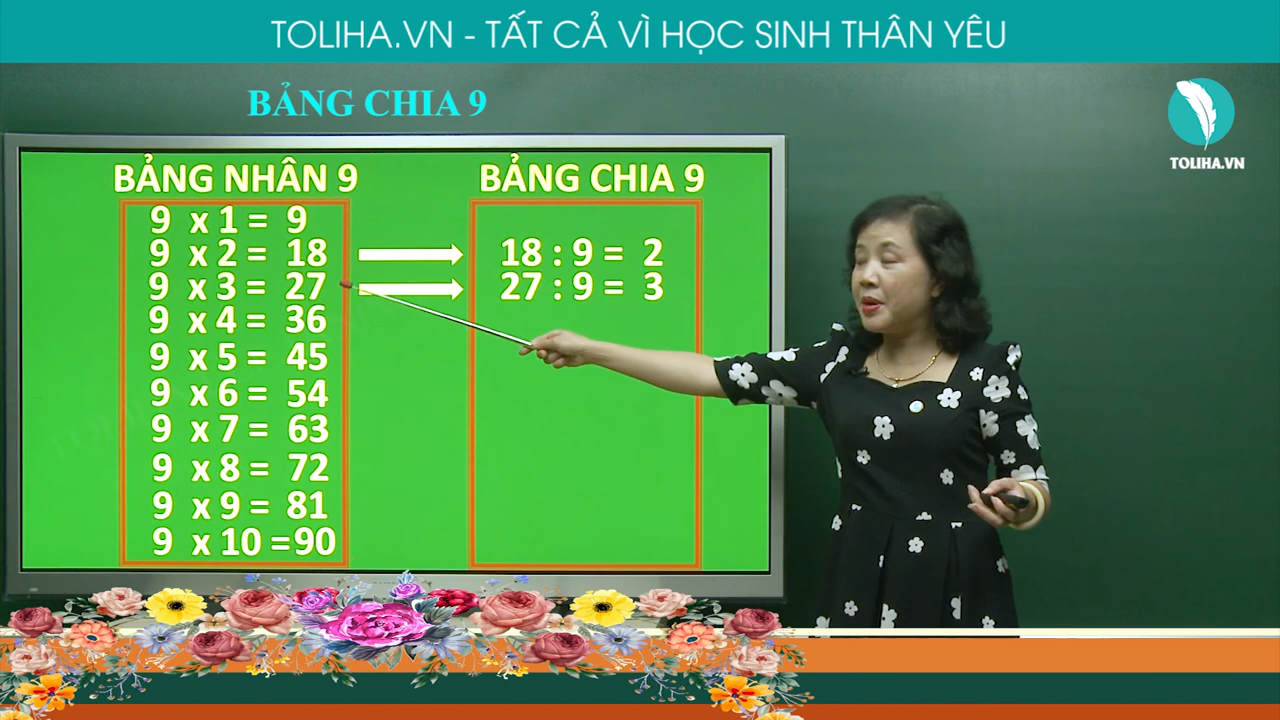 TOLIHA.VN - TẤT CẢ VÌ HỌC SINH THÂN YÊU
BẢNG CHIA 9
TOLIHA.VN
BẢNG NHÂN 9
9 x 1 = 9
9 x 2 = 18
9 x 3 = 27
9 x 4 = 36
9 x 5 = 45
9 x 6 = 54
9 x 7 = 63
9 x 8 = 72
9 x 9 = 81
9 x 10 = 90
BẢNG CHIA 9
18 : 9 = 2
27 : 9 = 3